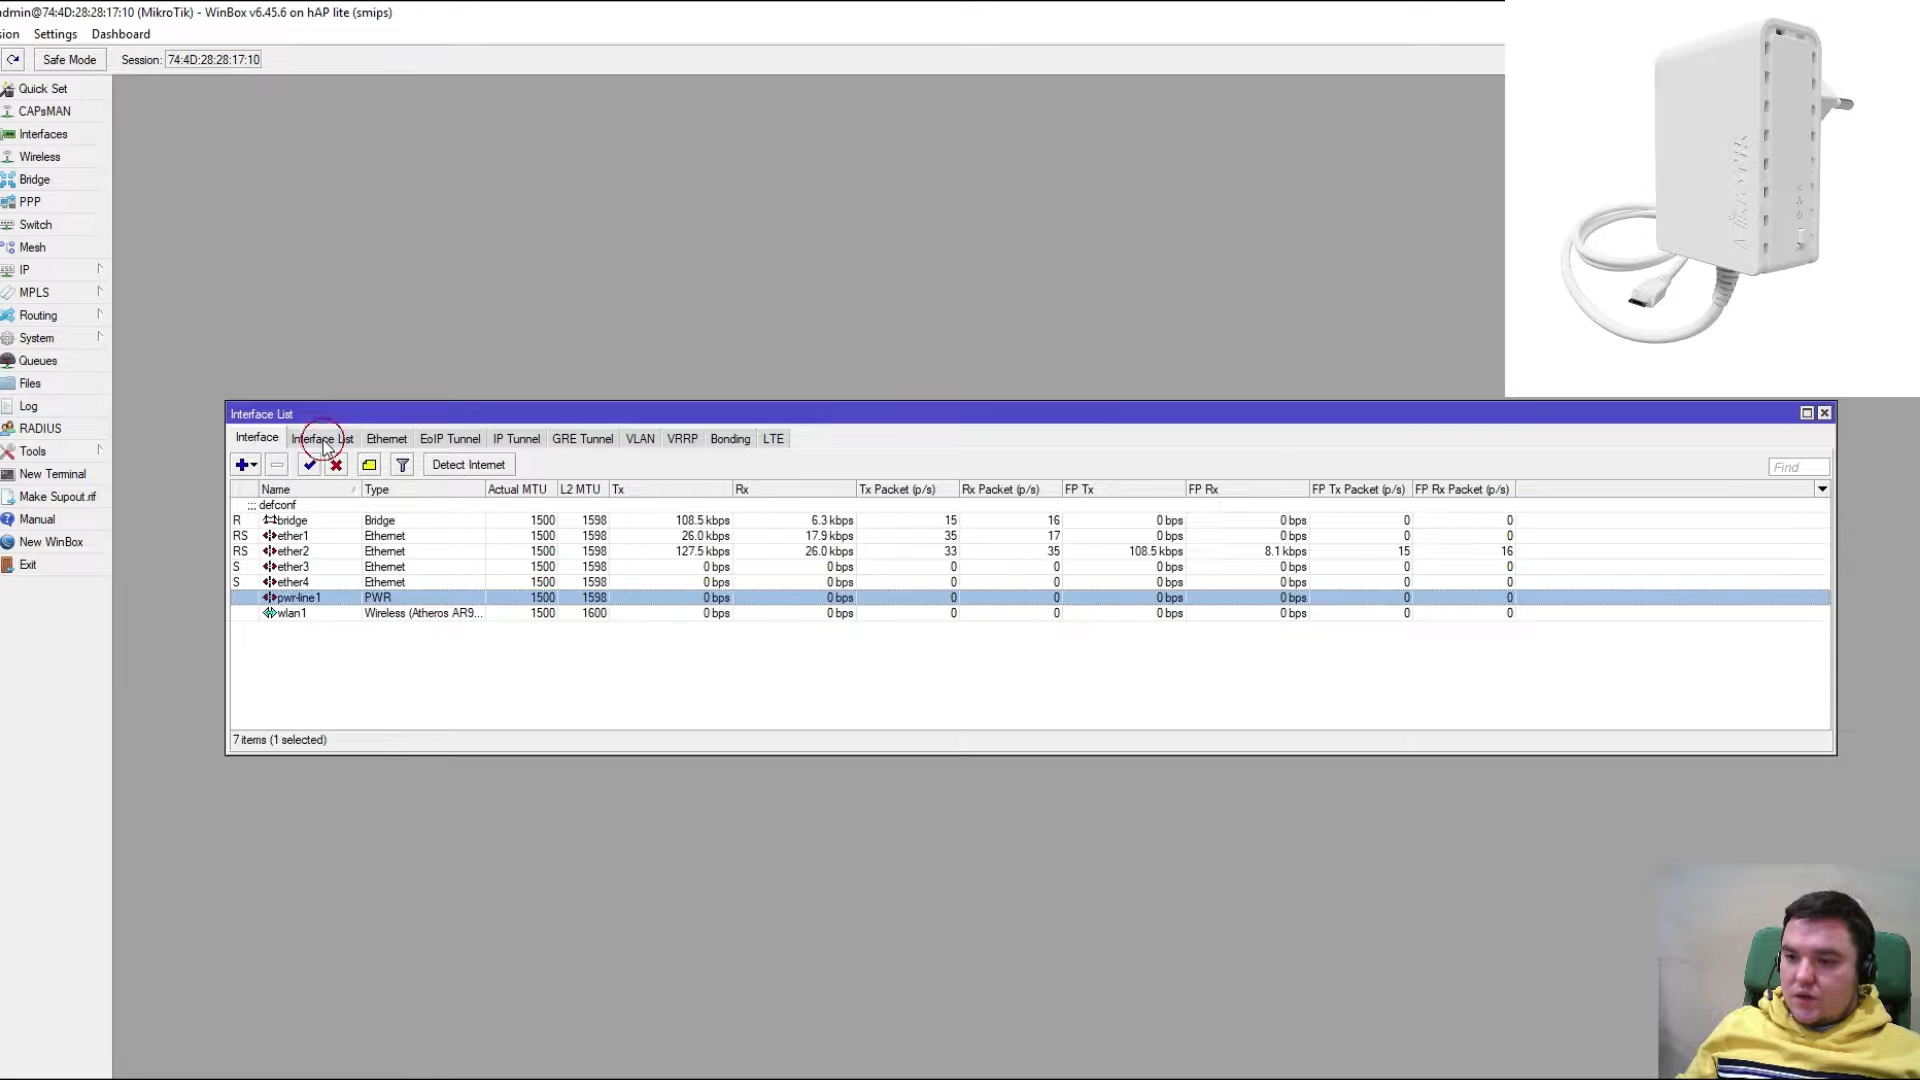 dmin@74:4D:28:28:17:10 (MikroTik) - WinBox v6.45.6 on hAP lite (smips)
sion Settings Dashboard
Safe Mode Session: 74:4D:28:28:17:10
Quick Set
CAPsMAN
Interfaces
Wireless
Bridge
PPP
Switch
Mesh
IP
MPLS
Routing
System
Queues
Files
Log
RADIUS
Tools
New Terminal
Make Supout.rif
Manual
New WinBox
Exit
MikroTik
Interface List
Interface Interface List Ethernet EoIP Tunnel IP Tunnel GRE Tunnel VLAN VRRP Bonding LTE
Detect Internet Find
Name Type Actual MTU L2 MTU Tx Rx Tx Packet (p/s) Rx Packet (p/s) FP Tx FP Rx FP Tx Packet (p/s) FP Rx Packet (p/s)
::: defconf
R bridge Bridge 1500 1598 108.5 kbps 6.3 kbps 15 16 0 bps 0 bps 0 0
RS ether1 Ethernet 1500 1598 26.0 kbps 17.9 kbps 35 17 0 bps 0 bps 0 0
RS ether2 Ethernet 1500 1598 127.5 kbps 26.0 kbps 33 35 108.5 kbps 8.1 kbps 15 16
S ether3 Ethernet 1500 1598 0 bps 0 bps 0 0 0 bps 0 bps 0 0
S ether4 Ethernet 1500 1598 0 bps 0 bps 0 0 0 bps 0 bps 0 0
pwr-line1 PWR 1500 1598 0 bps 0 bps 0 0 0 bps 0 bps 0 0
wlan1 Wireless (Atheros AR9... 1500 1600 0 bps 0 bps 0 0 0 bps 0 bps 0 0
7 items (1 selected)